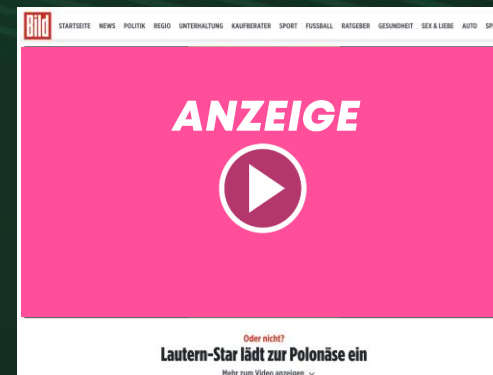 Bild STARTSEITE NEWS POLITIK REGIO UNTERHALTUNG KAUFBERATER SPORT FUSSBALL RATGEBER GESUNDHEIT SEX & LIEBE AUTO
ANZEIGE
Oder nicht?
Lautern-Star lädt zur Polonäse ein
Mehr zum Video anzeigen